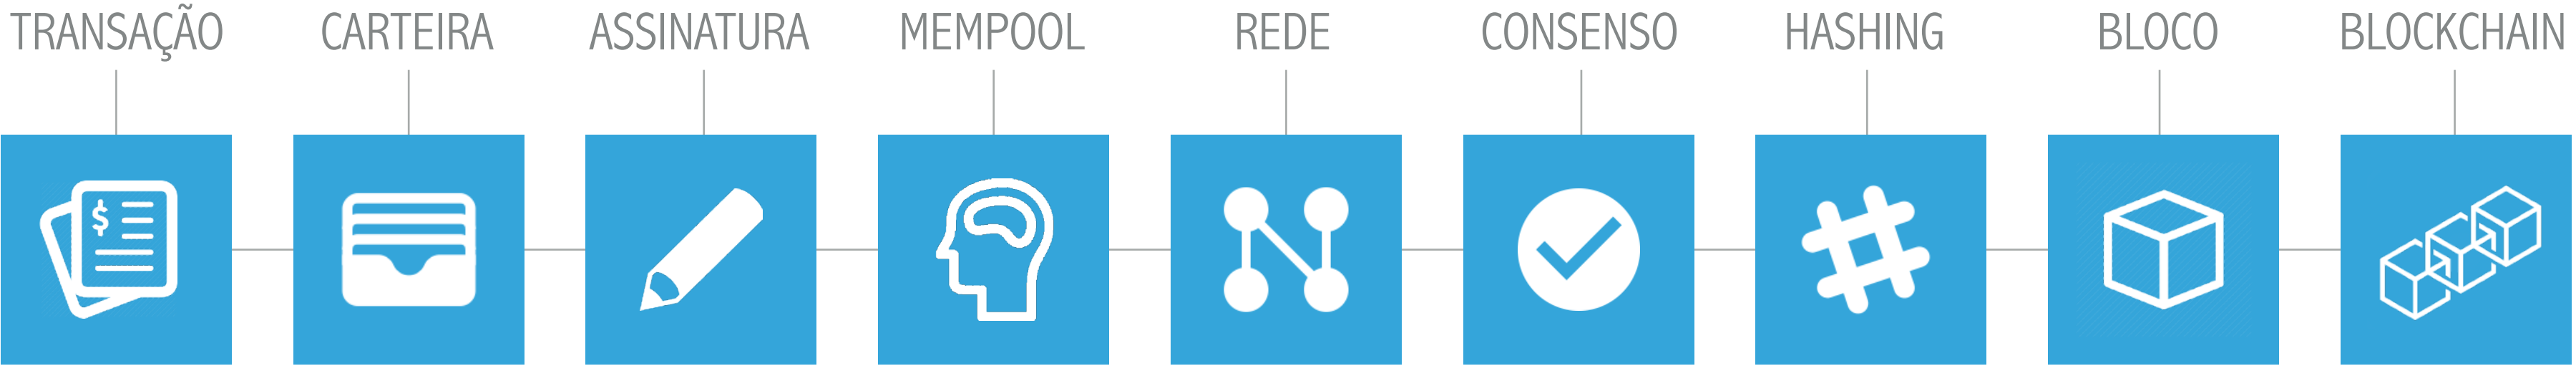 TRANSAÇÃO CARTEIRA ASSINATURA MEMPOOL REDE CONSENSO HASHING BLOCO BLOCKCHAIN
$